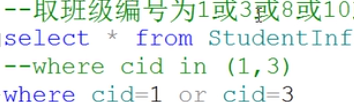 --取班级编号为1或3或8或10
select * from StudentInf
--where cid in (1,3)
where cid=1 or cid=3